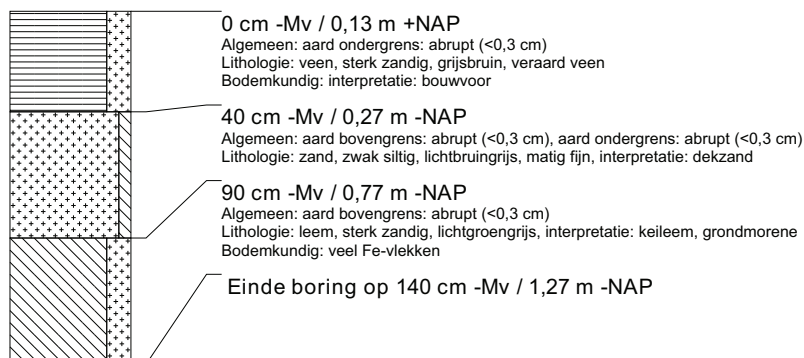 0 cm -Mv / 0,13 m +NAP
Algemeen: aard ondergrens: abrupt (<0,3 cm)
Lithologie: veen, sterk zandig, grijsbruin, veraard veen
Bodemkundig: interpretatie: bouwvoor
40 cm -Mv / 0,27 m -NAP
Algemeen: aard bovengrens: abrupt (<0,3 cm), aard ondergrens: abrupt (<0,3 cm)
Lithologie: zand, zwak siltig, lichtbruingrijs, matig fijn, interpretatie: dekzand
90 cm -Mv / 0,77 m -NAP
Algemeen: aard bovengrens: abrupt (<0,3 cm)
Lithologie: leem, sterk zandig, lichtgroengrijs, interpretatie: keileem, grondmorene
Bodemkundig: veel Fe-vlekken
Einde boring op 140 cm -Mv / 1,27 m -NAP